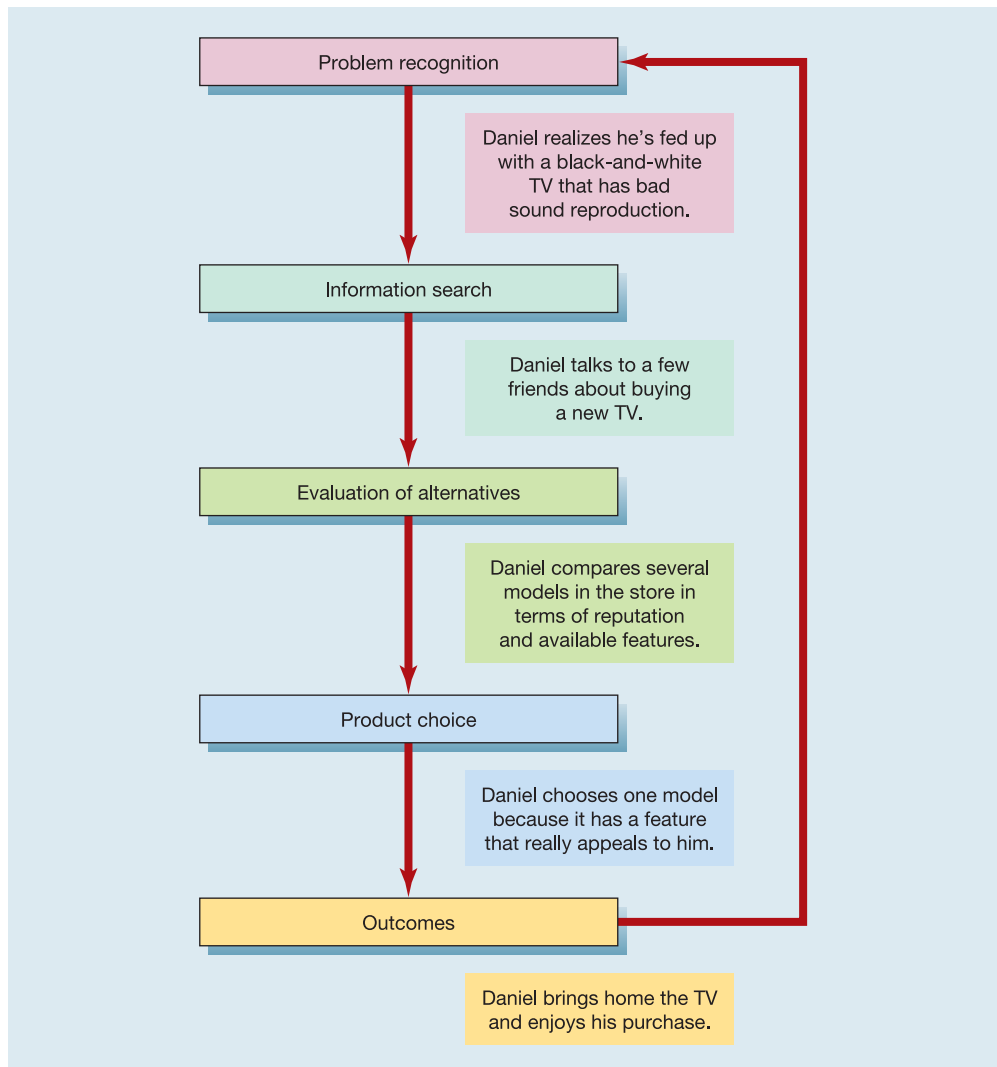 Problem recognition
Daniel realizes he's fed up
with a black-and-white
TV that has bad
sound reproduction.
Information search
Daniel talks to a few
friends about buying
a new TV.
Evaluation of alternatives
Daniel compares several
models in the store in
terms of reputation
and available features.
Product choice
Daniel chooses one model
because it has a feature
that really appeals to him.
Outcomes
Daniel brings home the TV
and enjoys his purchase.